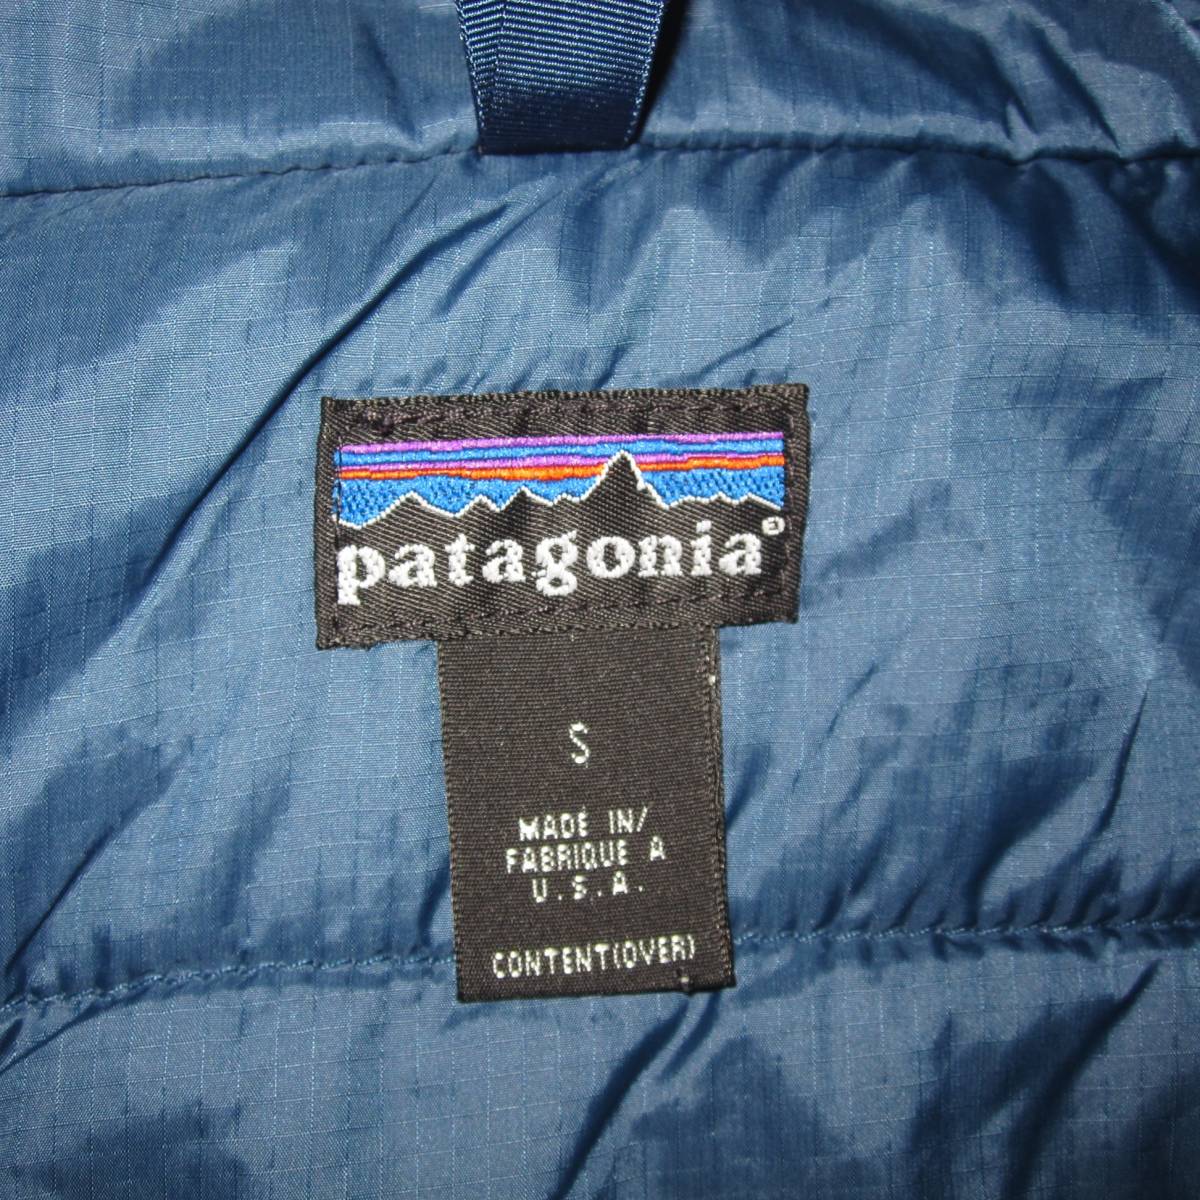 patagonia®
S
MADE IN/
FABRIQUE A
U.S.A.
CONTENT(OVER)